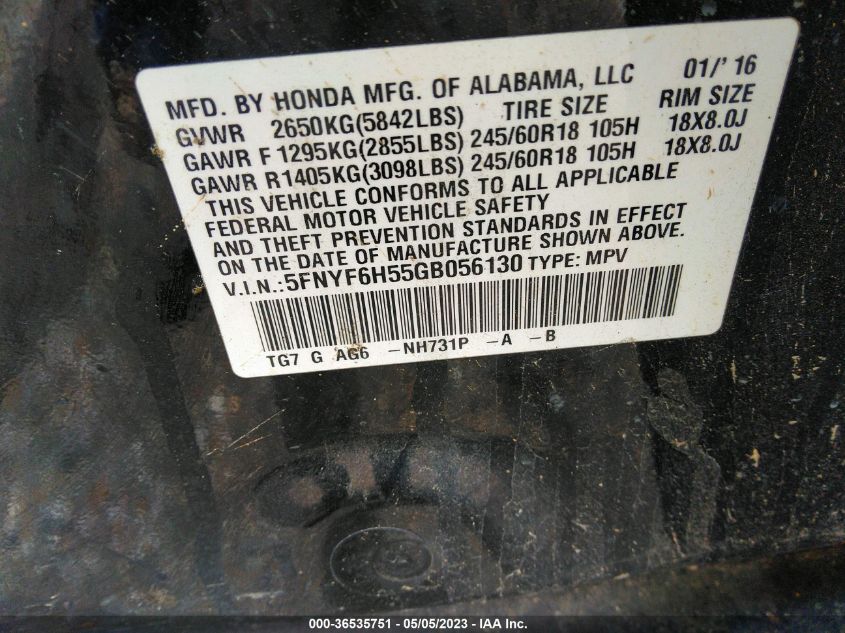 MFD. BY HONDA MFG. OF ALABAMA, LLC 01/'16
GVWR 2650KG(5842LBS) TIRE SIZE RIM SIZE
GAWR F 1295KG(2855LBS) 245/60R18 105H 18X8.0J
GAWR R1405KG(3098LBS) 245/60R18 105H 18X8.0J
THIS VEHICLE CONFORMS TO ALL APPLICABLE
FEDERAL MOTOR VEHICLE SAFETY
AND THEFT PREVENTION STANDARDS IN EFFECT
ON THE DATE OF MANUFACTURE SHOWN ABOVE.
V.I.N.:5FNYF6H55GB056130 TYPE: MPV
TG7 G AG6 -NH731P -A -B
000-36535751 - 05/05/2023 - IAA Inc.